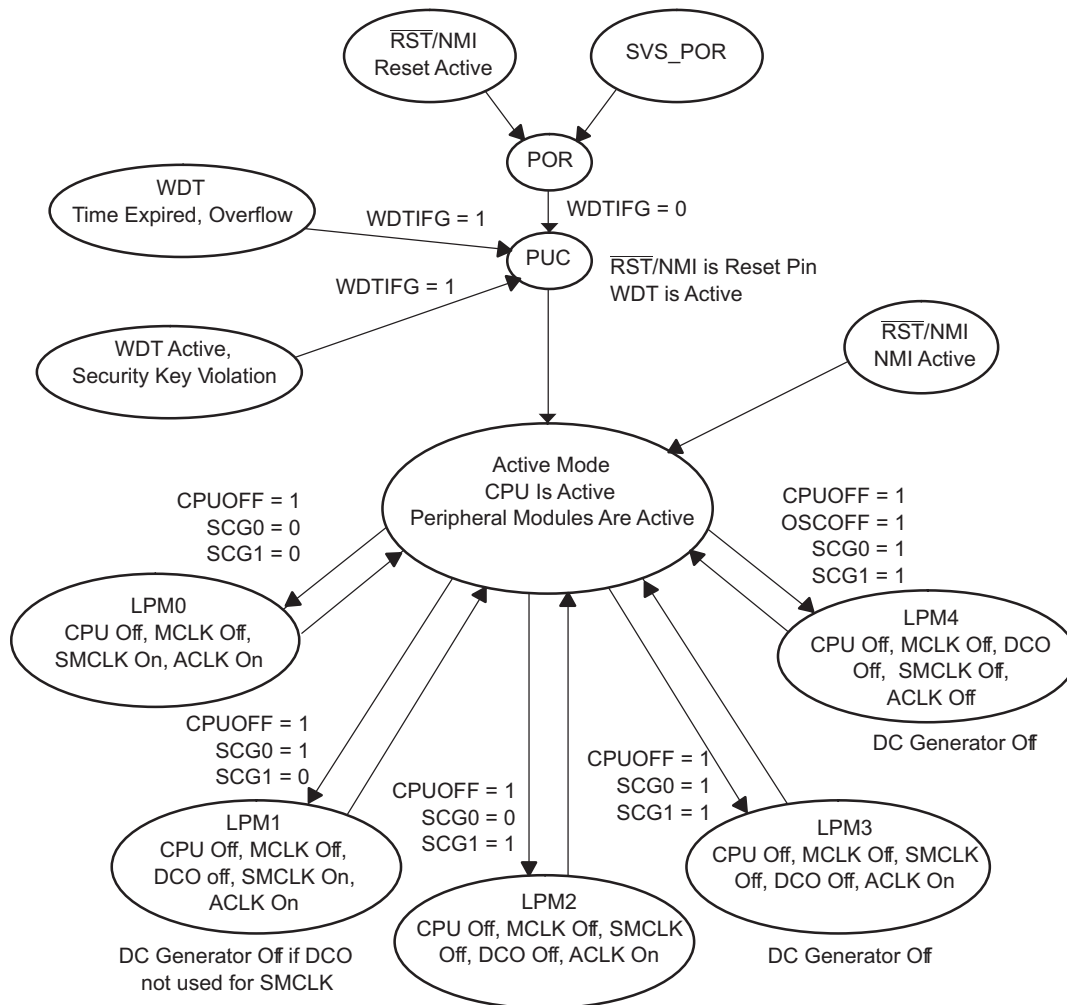 RST/NMI
Reset Active
SVS_POR
POR
WDTIFG = 0
WDT
Time Expired, Overflow
WDTIFG = 1
PUC
RST/NMI is Reset Pin
WDT is Active
WDTIFG = 1
WDT Active,
Security Key Violation
RST/NMI
NMI Active
Active Mode
CPU Is Active
Peripheral Modules Are Active
CPUOFF = 1
SCG0 = 0
SCG1 = 0
CPUOFF = 1
OSCOFF = 1
SCG0 = 1
SCG1 = 1
LPM0
CPU Off, MCLK Off,
SMCLK On, ACLK On
LPM4
CPU Off, MCLK Off, DCO
Off, SMCLK Off,
ACLK Off
DC Generator Off
CPUOFF = 1
SCG0 = 1
SCG1 = 0
CPUOFF = 1
SCG0 = 0
SCG1 = 1
CPUOFF = 1
SCG0 = 1
SCG1 = 1
LPM1
CPU Off, MCLK Off,
DCO off, SMCLK On,
ACLK On
DC Generator Off if DCO
not used for SMCLK
LPM2
CPU Off, MCLK Off, SMCLK
Off, DCO Off, ACLK On
LPM3
CPU Off, MCLK Off, SMCLK
Off, DCO Off, ACLK On
DC Generator Off